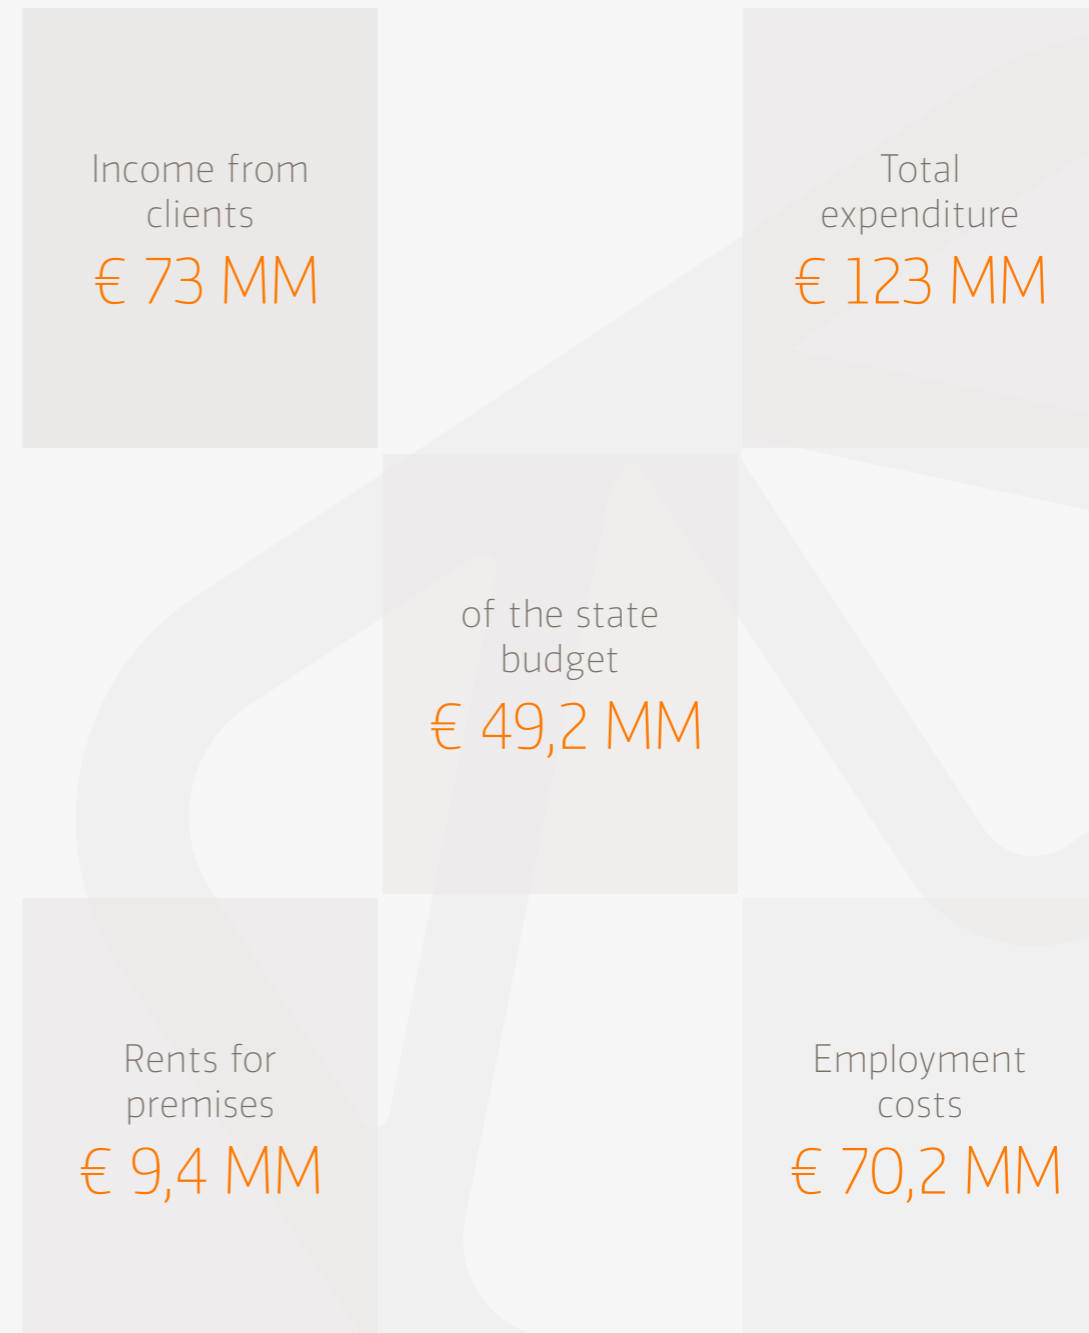 Income from
clients
€ 73 MM
Total
expenditure
€ 123 MM
of the state
budget
€ 49,2 MM
Rents for
premises
€ 9,4 MM
Employment
costs
€ 70,2 MM